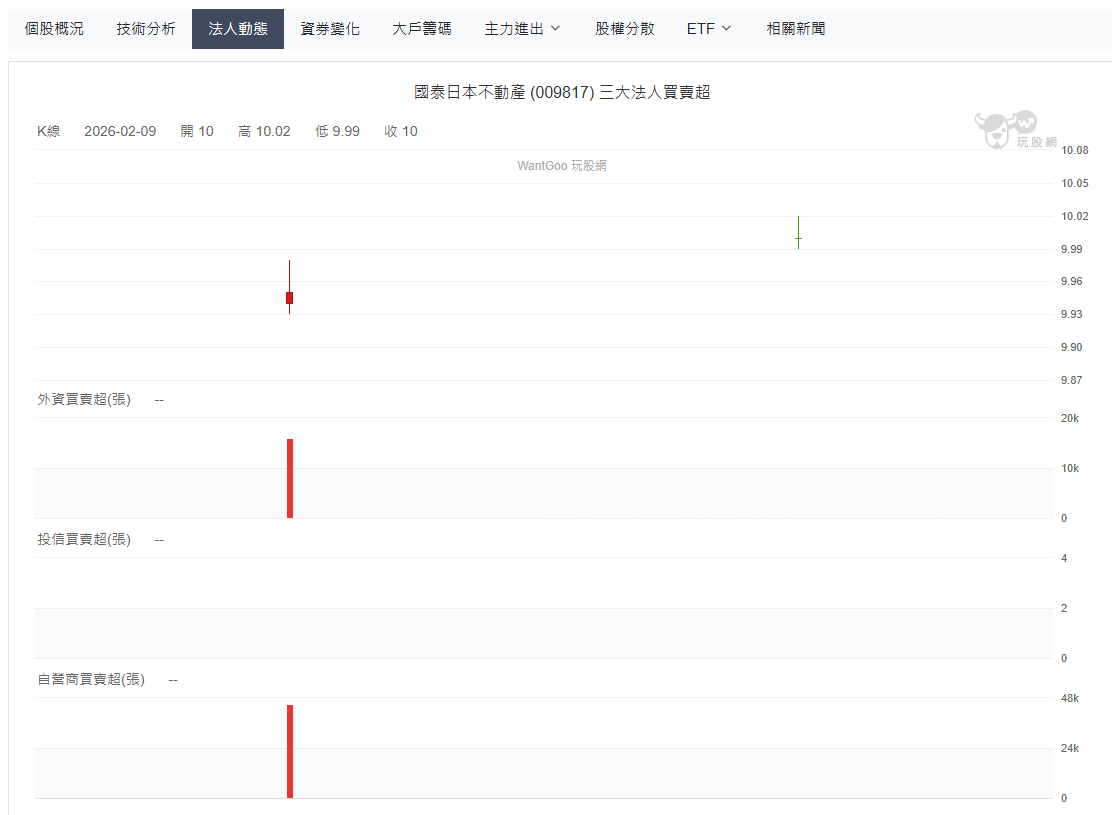 個股概況 技術分析 法人動態 資券變化 大戶籌碼 主力進出 股權分散 ETF 相關新聞
國泰日本不動產 (009817) 三大法人買賣超
K線 2026-02-09 開 10 高 10.02 低 9.99 收 10
玩股網
WantGoo 玩股網
10.08
10.05
10.02
9.99
9.96
9.93
9.90
9.87
外資買賣超(張) --
20k
10k
0
投信買賣超(張) --
4
2
0
自營商買賣超(張) --
48k
24k
0